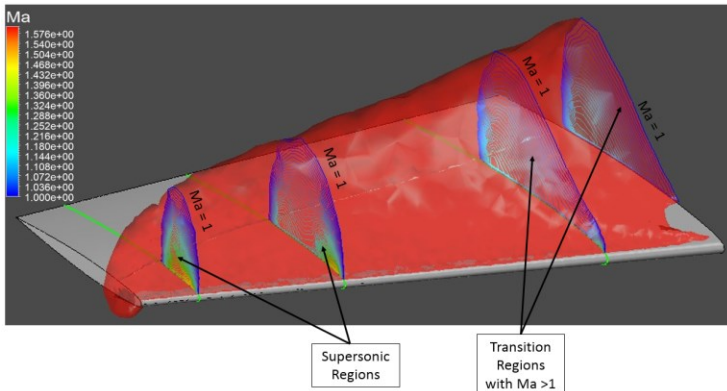 Ma
1.576e+00
1.540e+00
1.504e+00
1.468e+00
1.432e+00
1.396e+00
1.360e+00
1.324e+00
1.288e+00
1.252e+00
1.216e+00
1.180e+00
1.144e+00
1.108e+00
1.072e+00
1.036e+00
1.000e+00
Ma = 1
Ma = 1
Ma = 1
Ma = 1
Supersonic
Regions
Transition
Regions
with Ma >1